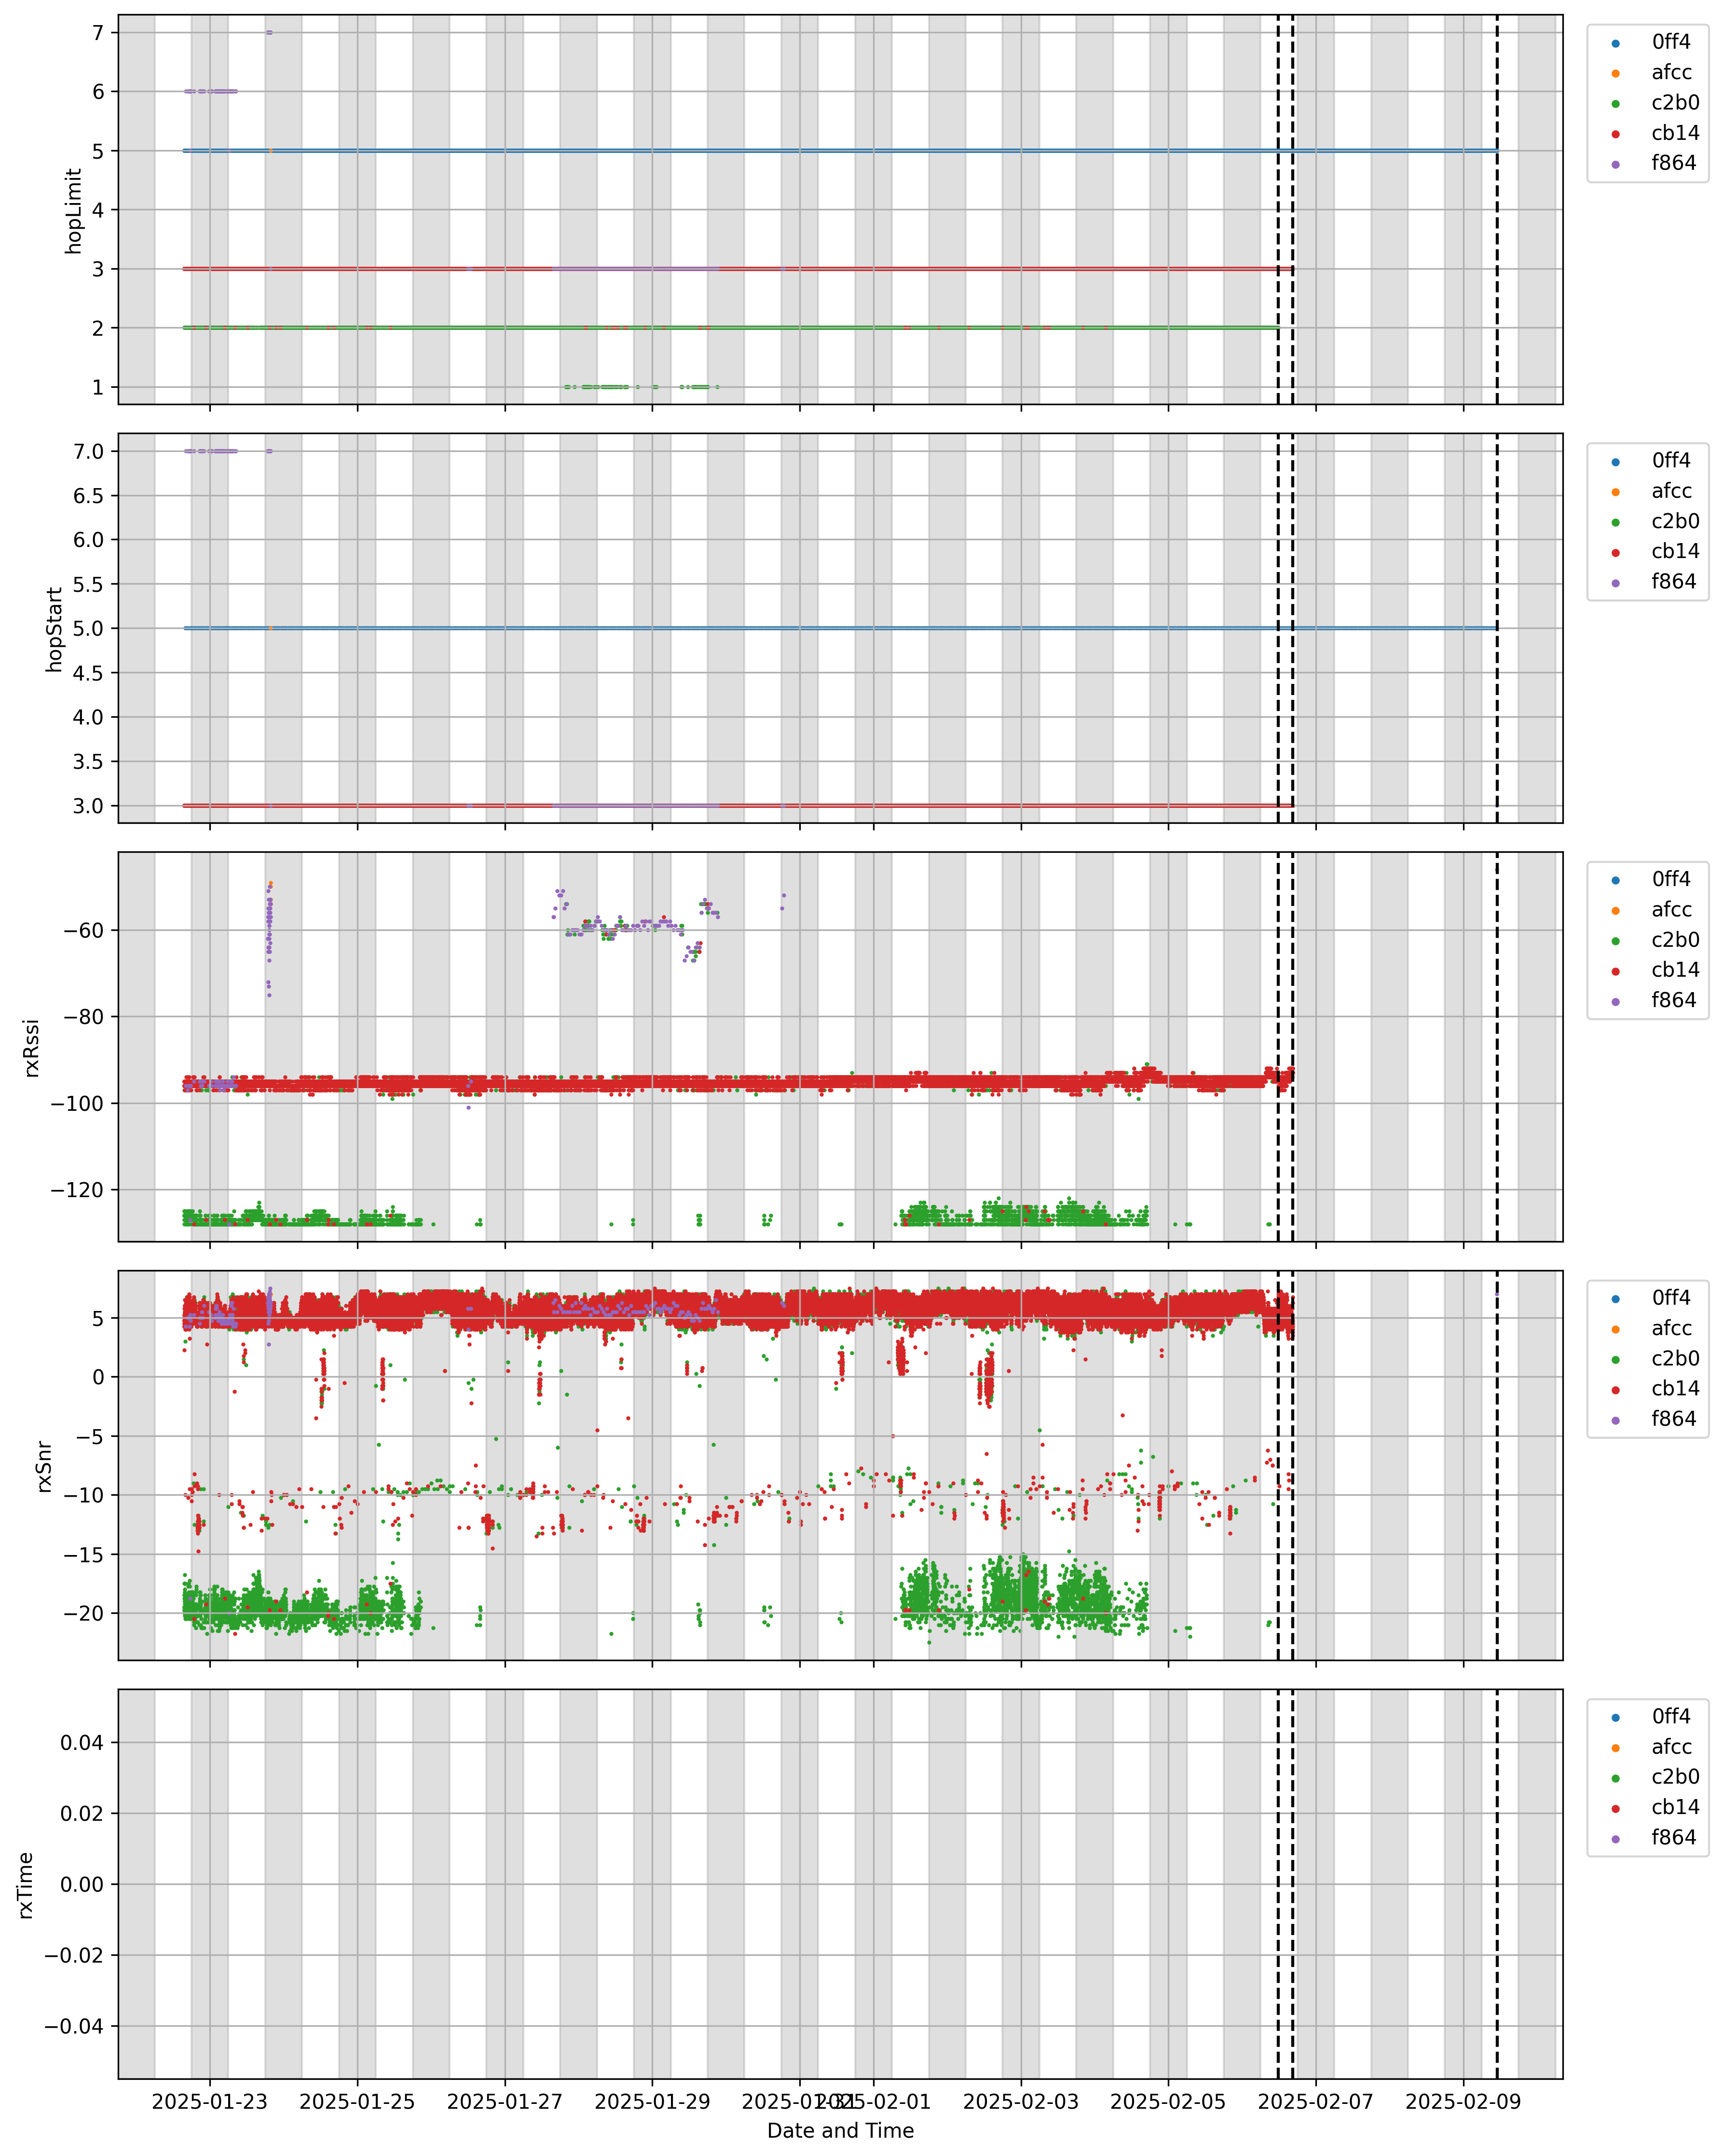 hopLimit
7
6
5
4
3
2
1
0ff4
afcc
c2b0
cb14
f864
hopStart
7.0
6.5
6.0
5.5
5.0
4.5
4.0
3.5
3.0
0ff4
afcc
c2b0
cb14
f864
rxRssi
−60
−80
−100
−120
0ff4
afcc
c2b0
cb14
f864
rxSnr
5
0
−5
−10
−15
−20
0ff4
afcc
c2b0
cb14
f864
rxTime
0.04
0.02
0.00
−0.02
−0.04
0ff4
afcc
c2b0
cb14
f864
2025-01-23 2025-01-25 2025-01-27 2025-01-29 2025-01-31 2025-02-01 2025-02-03 2025-02-05 2025-02-07 2025-02-09
Date and Time